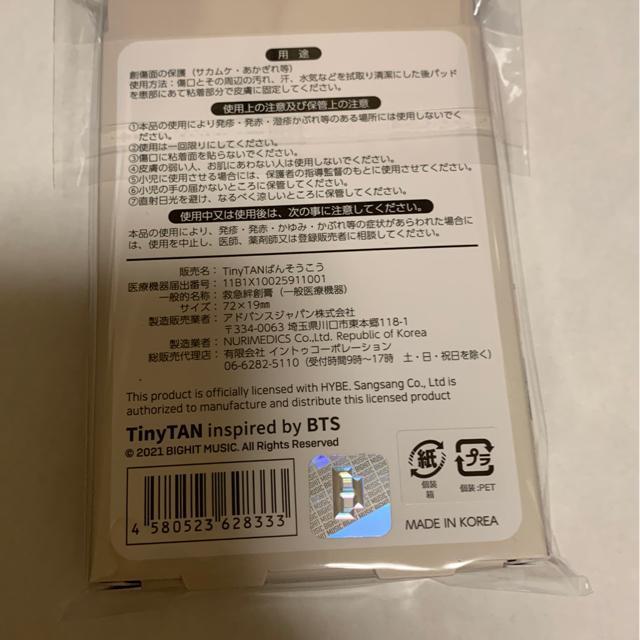 用 途
創傷面の保護(サカムケ・あかぎれ等)
使用方法:傷口とその周辺の汚れ、汗、水気などを拭取り清潔にした後パッド
を患部にあて粘着部分で皮膚に固定してください。
使用上の注意及び保管上の注意
①本品の使用により発疹・発赤・湿疹かぶれ等のある場所には使用しないでく
ださい。
②使用は一回限りにしてください。
③傷口に粘着面を貼らないでください。
④皮膚の弱い人、お肌にあわない人は使用しないでください。
⑤小児に使用させる場合には、保護者の指導監督のもとに使用させてください。
⑥小児の手の届かないところに保管してください。
⑦直射日光を避け、なるべく涼しいところに保管してください。
使用中又は使用後は、次の事に注意してください。
本品の使用により、発疹・発赤・かゆみ・かぶれ等の症状があらわれた場合に
は、使用を中止し、医師、薬剤師又は登録販売者に相談してください。
販売名:TinyTANばんそうこう
医療機器届出番号:11B1X10025911001
一般的名称:救急絆創膏(一般医療機器)
サイズ:72×19㎜
製造販売業者:アドバンスジャパン株式会社
〒334-0063 埼玉県川口市東本郷118-1
製造業者:NURIMEDICS Co.,Ltd. Republic of Korea
総販売代理店:有限会社 イントゥコーポレーション
06-6282-5110(受付時間9時〜17時 土・日・祝日を除く)
This product is officially licensed with HYBE. Sangsang Co., Ltd is
authorized to manufacture and distribute this licensed product
TinyTAN inspired by BTS
© 2021 BIGHIT MUSIC. All Rights Reserved
紙
個装
箱
プラ
個装:PET
4 580523 628333
MADE IN KOREA